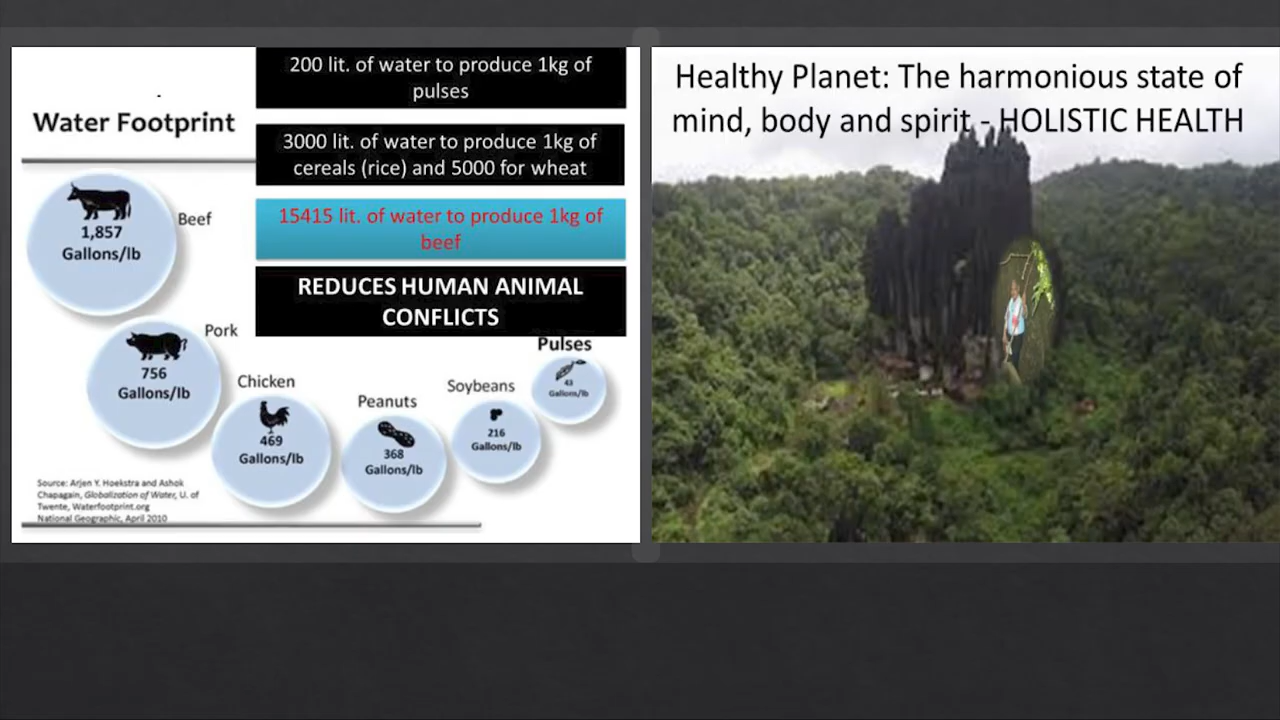 200 lit. of water to produce 1kg of
pulses
Water Footprint
3000 lit. of water to produce 1kg of
cereals (rice) and 5000 for wheat
15415 lit. of water to produce 1kg of
beef
REDUCES HUMAN ANIMAL
CONFLICTS
1,857
Gallons/lb
Beef
756
Gallons/lb
Pork
Chicken
469
Gallons/lb
Peanuts
368
Gallons/lb
Soybeans
216
Gallons/lb
Pulses
43
Gallons/lb
Source: Arjen Y. Hoekstra and Ashok
Chapagain, Globalization of Water, U. of
Twente, Waterfootprint.org
National Geographic, April 2010
Healthy Planet: The harmonious state of
mind, body and spirit - HOLISTIC HEALTH